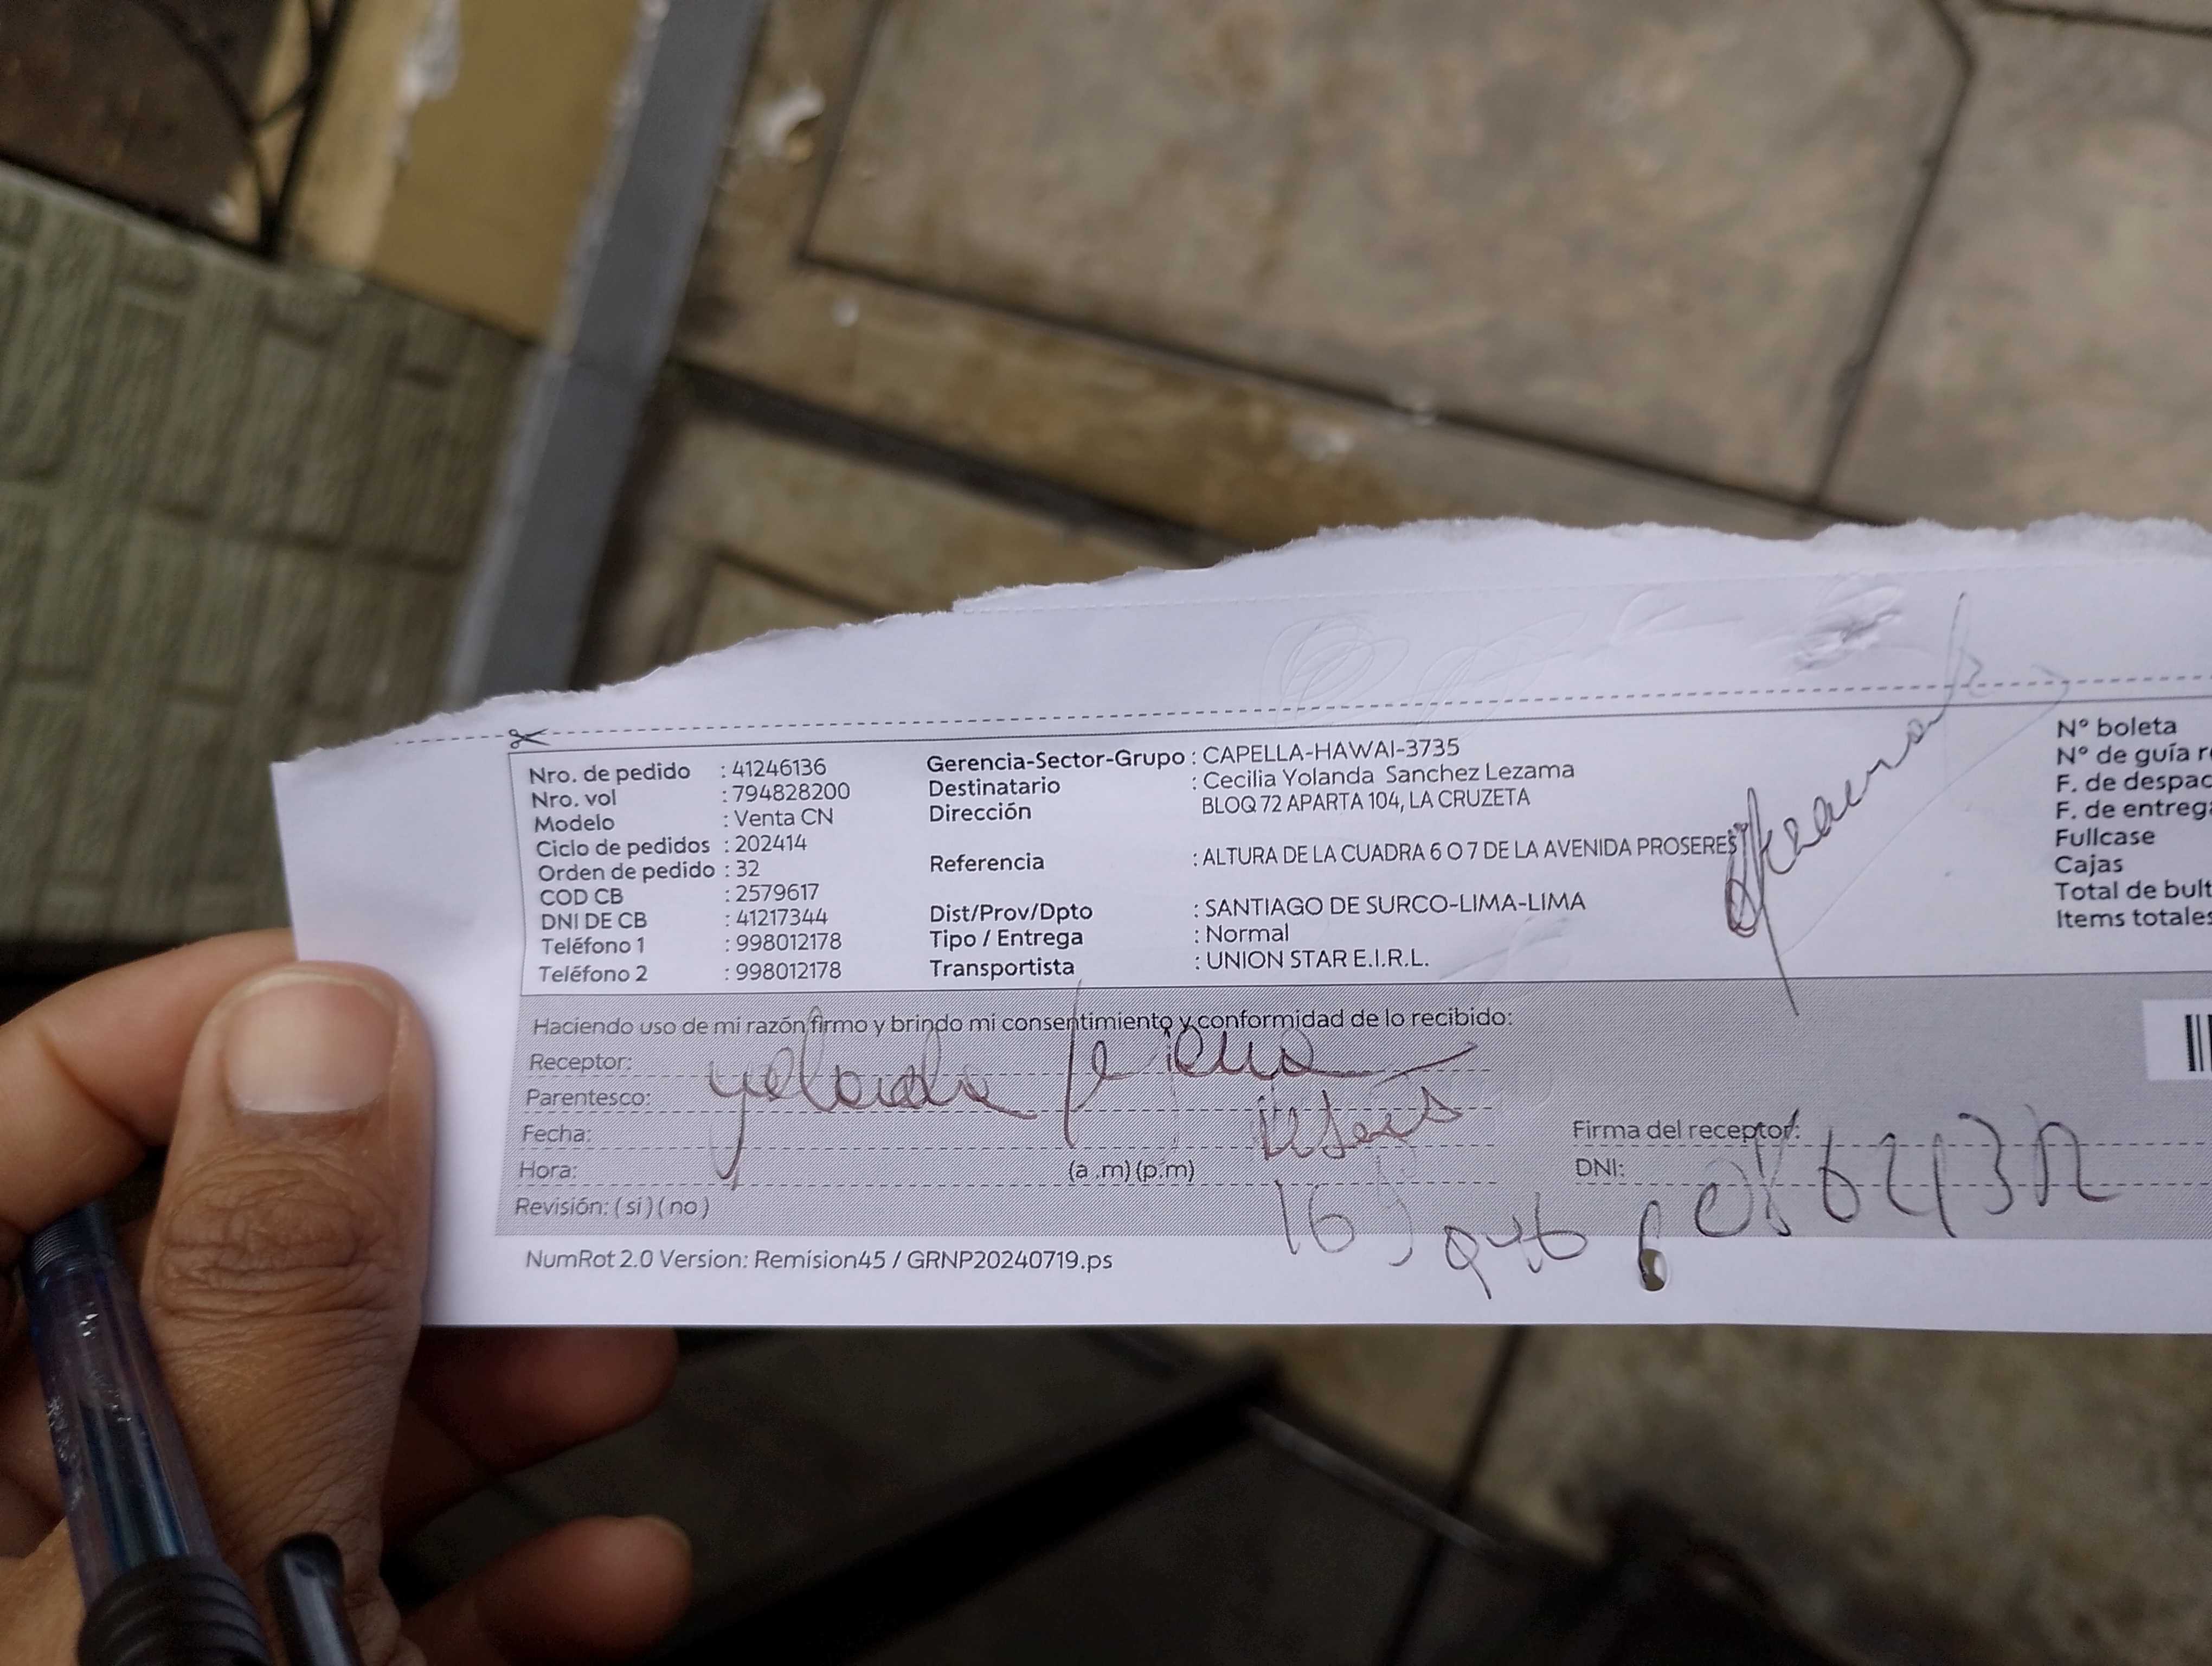 Nro. de pedido : 41246136
Nro. vol : 794828200
Modelo : Venta CN
Ciclo de pedidos : 202414
Orden de pedido : 32
COD CB : 2579617
DNI DE CB : 41217344
Teléfono 1 : 998012178
Teléfono 2 : 998012178
Gerencia-Sector-Grupo : CAPELLA-HAWAI-3735
Destinatario : Cecilia Yolanda Sanchez Lezama
Dirección BLOQ 72 APARTA 104, LA CRUZETA
Referencia : ALTURA DE LA CUADRA 6 O 7 DE LA AVENIDA PROSERES
Dist/Prov/Dpto : SANTIAGO DE SURCO-LIMA-LIMA
Tipo / Entrega : Normal
Transportista : UNION STAR E.I.R.L.
N° boleta
N° de guía r
F. de despac
F. de entreg
Fullcase
Cajas
Total de bult
Items totales
Haciendo uso de mi razón firmo y brindo mi consentimiento y conformidad de lo recibido:
Receptor:
Parentesco:
Fecha:
Hora: (a .m) (p.m)
Revisión: ( si ) ( no )
Firma del receptor:
DNI:
NumRot 2.0 Version: Remision45 / GRNP20240719.ps